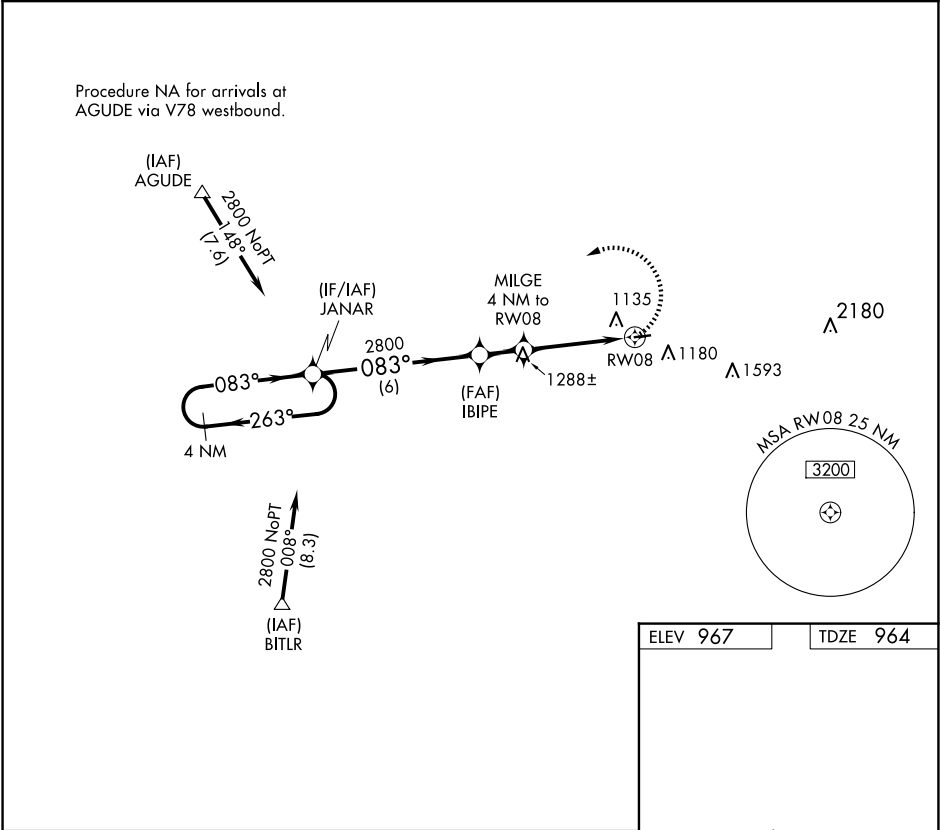 Procedure NA for arrivals at
AGUDE via V78 westbound.
(IAF)
AGUDE
2800 NoPT
148°
(7.6)
(IF/IAF)
JANAR
MILGE
4 NM to
RW08
1135
2180
2800
083°
(6)
083°
263°
4 NM
(FAF)
IBIPE
1288±
RW08
1180
1593
MSA RW08 25 NM
3200
2800 NoPT
008°
(8.3)
(IAF)
BITLR
ELEV 967
TDZE 964